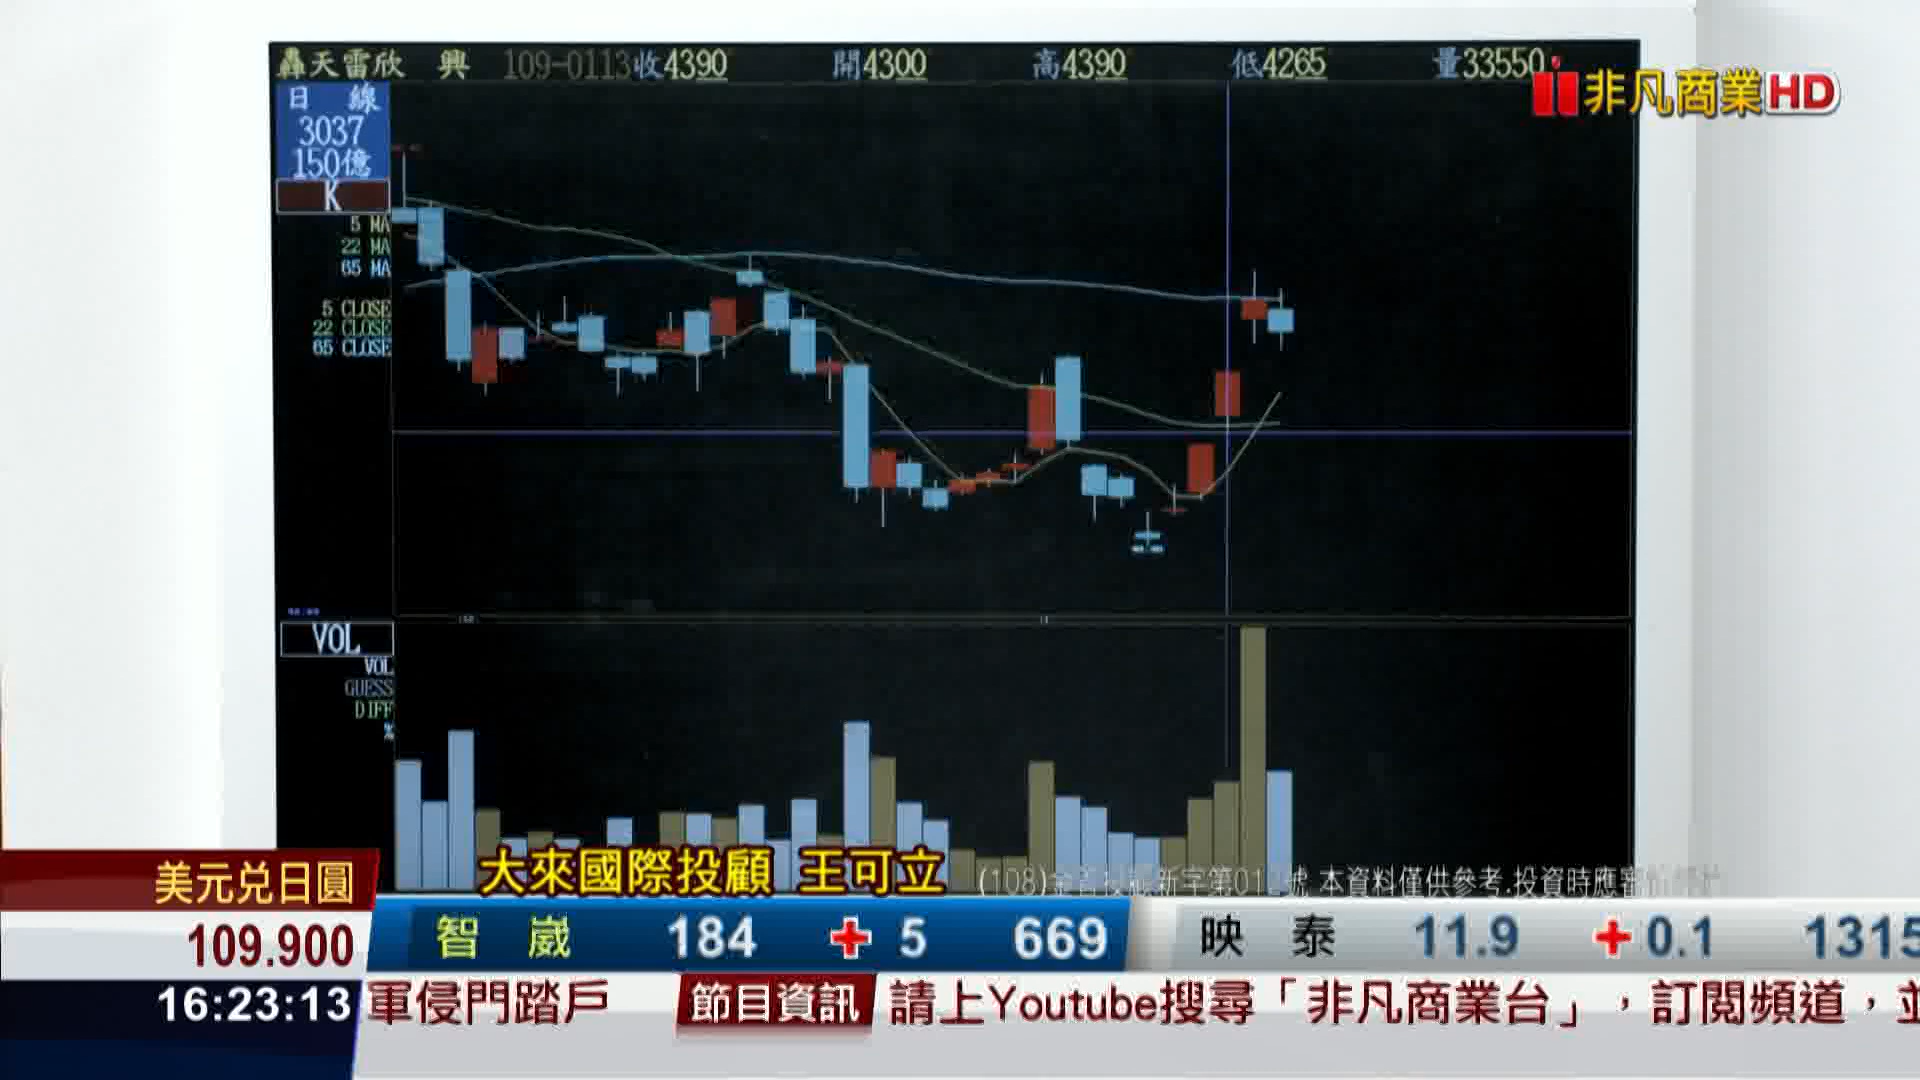 轟天雷欣 興 109-0113收4390 開4300 高4390 低4265 量33550
非凡商業HD
日 線
3037
150億
K
5 MA
22 MA
65 MA
5 CLOSE
22 CLOSE
65 CLOSE
VOL
VOL
GUESS
DIFF
%
大來國際投顧 王可立
本資料僅供參考,投資時應審
美元兌日圓
109.900
智 崴 184 + 5 669 映 泰 11.9 + 0.1 1315
16:23:13
軍侵門踏戶 節目資訊 請上Youtube搜尋「非凡商業台」，訂閱頻道，並